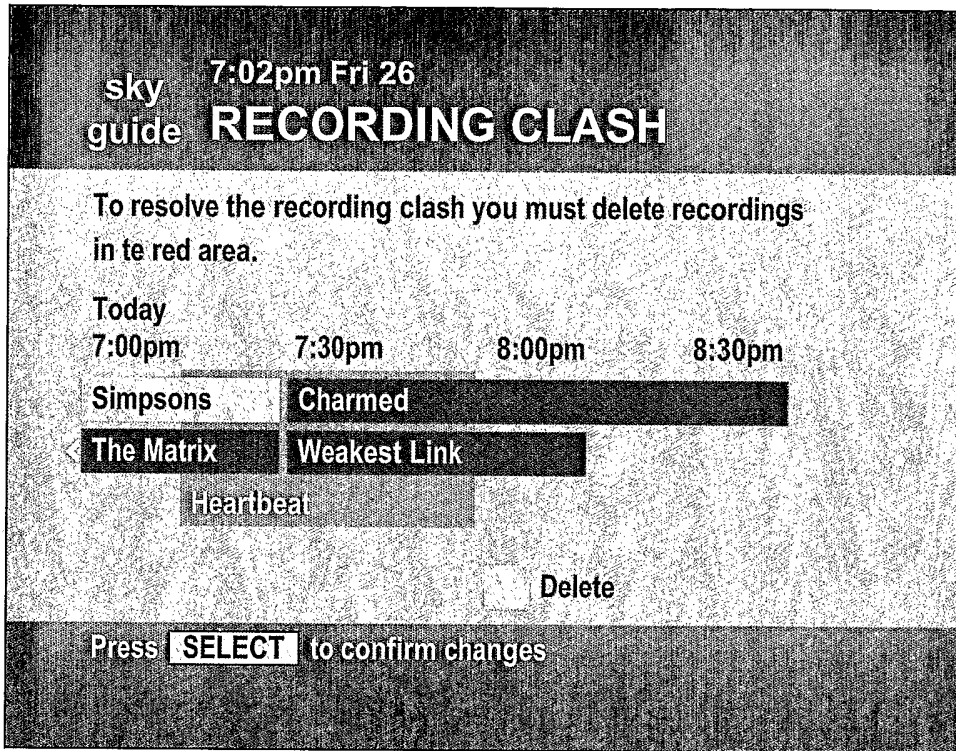 sky guide
7:02pm Fri 26
RECORDING CLASH
To resolve the recording clash you must delete recordings
in te red area.
Today
7:00pm 7:30pm 8:00pm 8:30pm
Simpsons Charmed
The Matrix Weakest Link
Heartbeat
Delete
Press SELECT to confirm changes